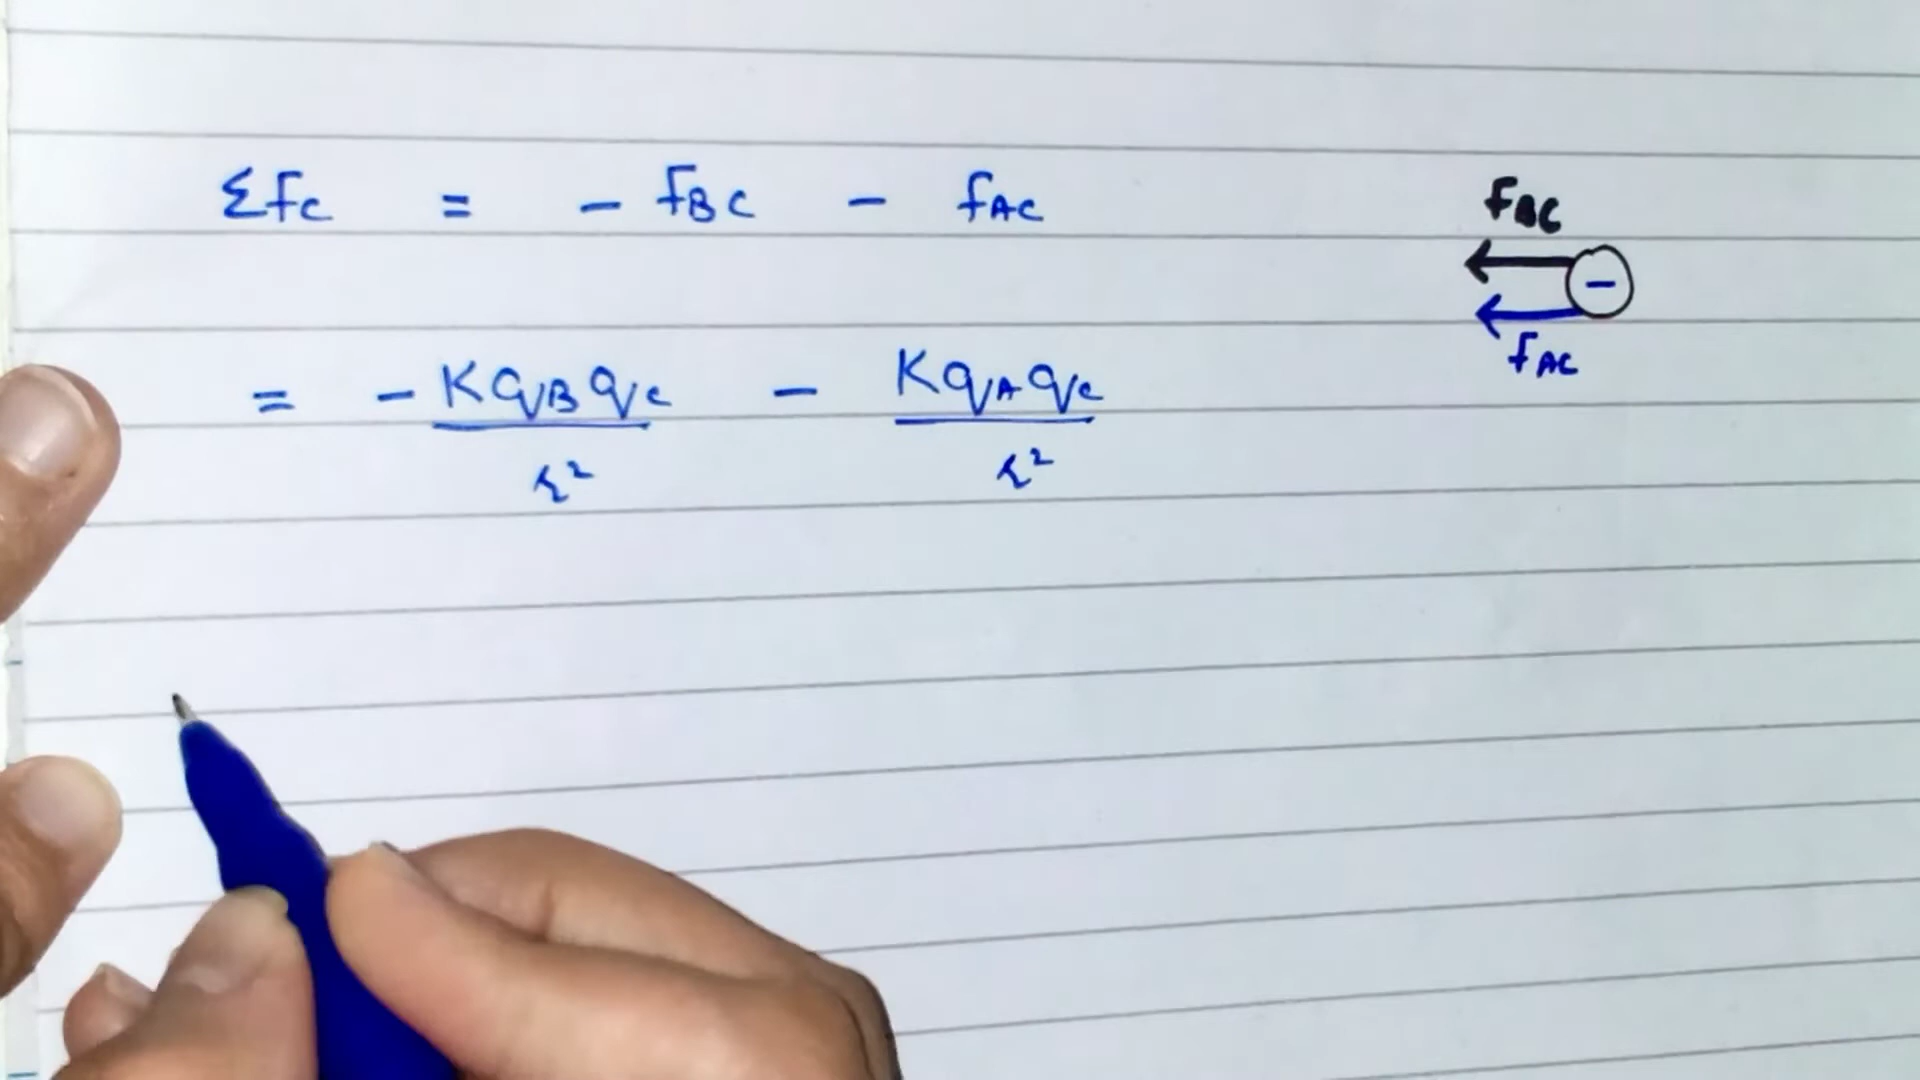 Σfc = - fBC - fAC
fBC
−
fAC
= - KqBqc/r² - KqAqc/r²